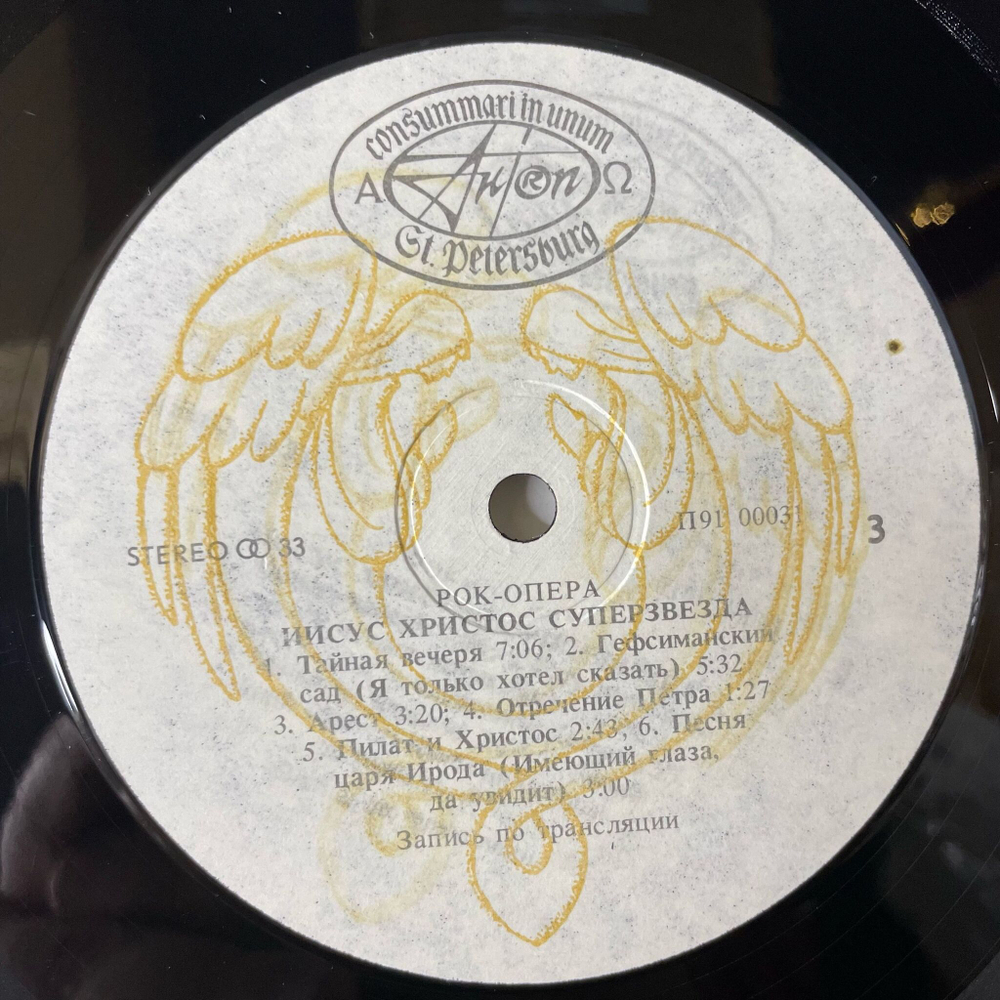 consummari in unum
Α АнтRn Ω
St. Petersburg
П91 00031
3
STEREO 33
РОК-ОПЕРА
ИИСУС ХРИСТОС СУПЕРЗВЕЗДА
1. Тайная вечеря 7:06; 2. Гефсиманский
сад (Я только хотел сказать) 5:32
3. Арест 3:20; 4. Отречение Петра 1:27
5. Пилат и Христос 2:43, 6. Песня
царя Ирода (Имеющий глаза,
да увидит) 3:00
Запись по трансляции